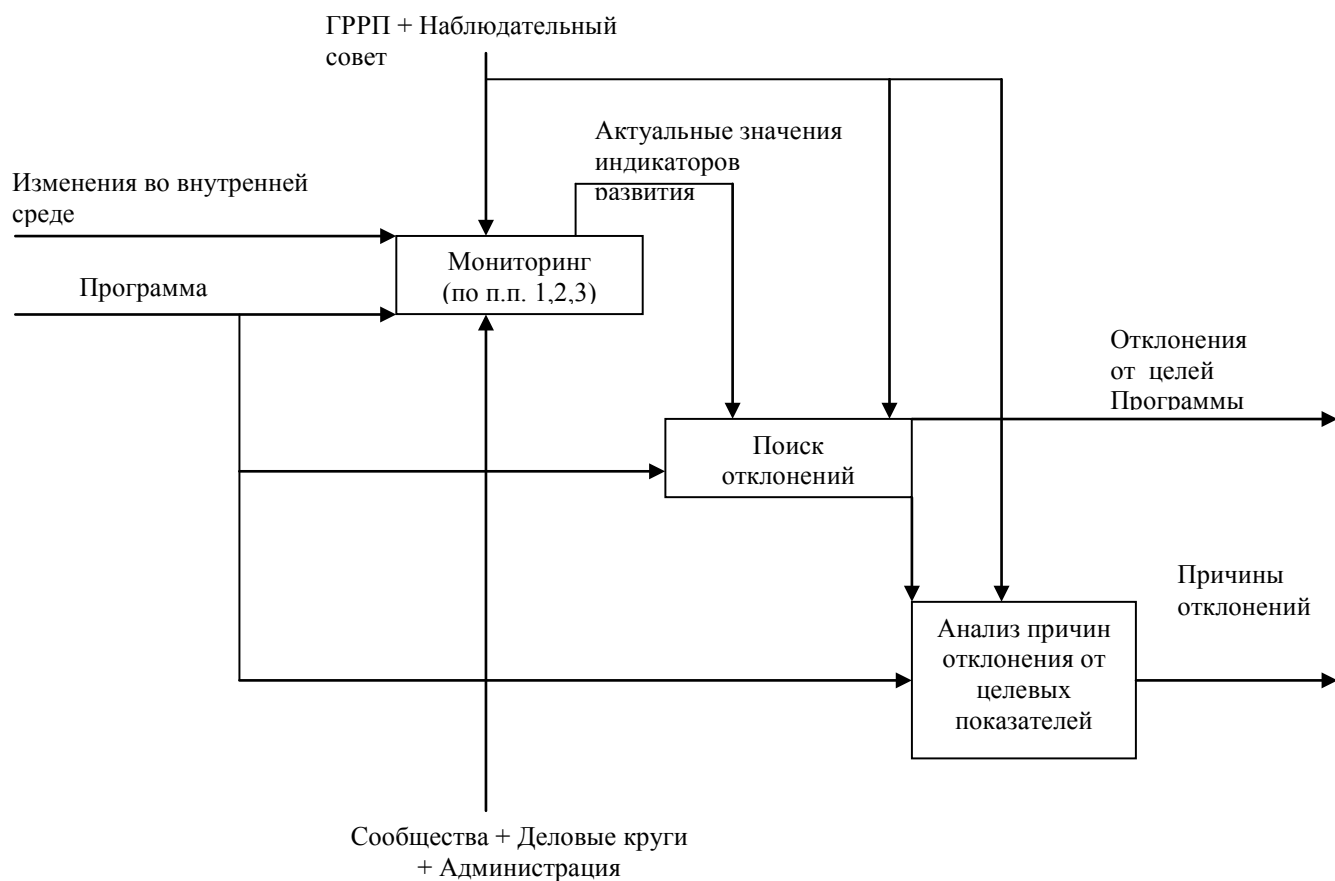 ГРРП + Наблюдательный
совет
Актуальные значения
индикаторов
развития
Изменения во внутренней
среде
Мониторинг
(по п.п. 1,2,3)
Программа
Отклонения
от целей
Программы
Поиск
отклонений
Причины
отклонений
Анализ причин
отклонения от
целевых
показателей
Сообщества + Деловые круги
+ Администрация